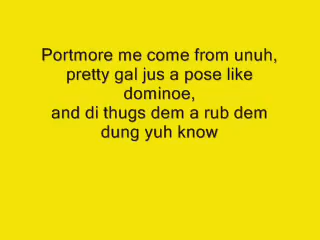 Portmore me come from unuh,
pretty gal jus a pose like
dominoe,
and di thugs dem a rub dem
dung yuh know